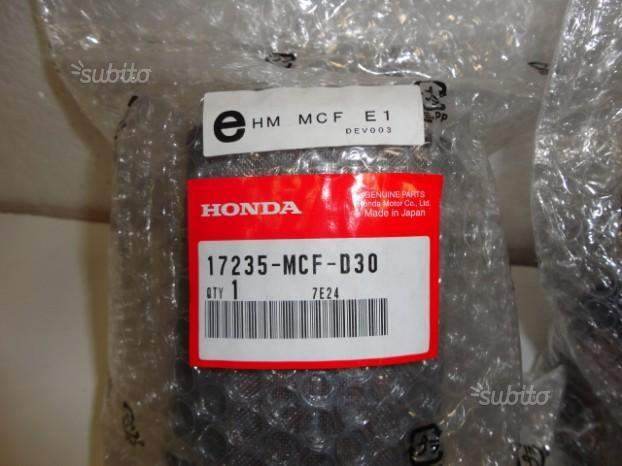 subito
e HM MCF E1
DEV003
HONDA
GENUINE PARTS
Honda Motor Co., Ltd.
Made in Japan
17235-MCF-D30
QTY 1 7E24
subito